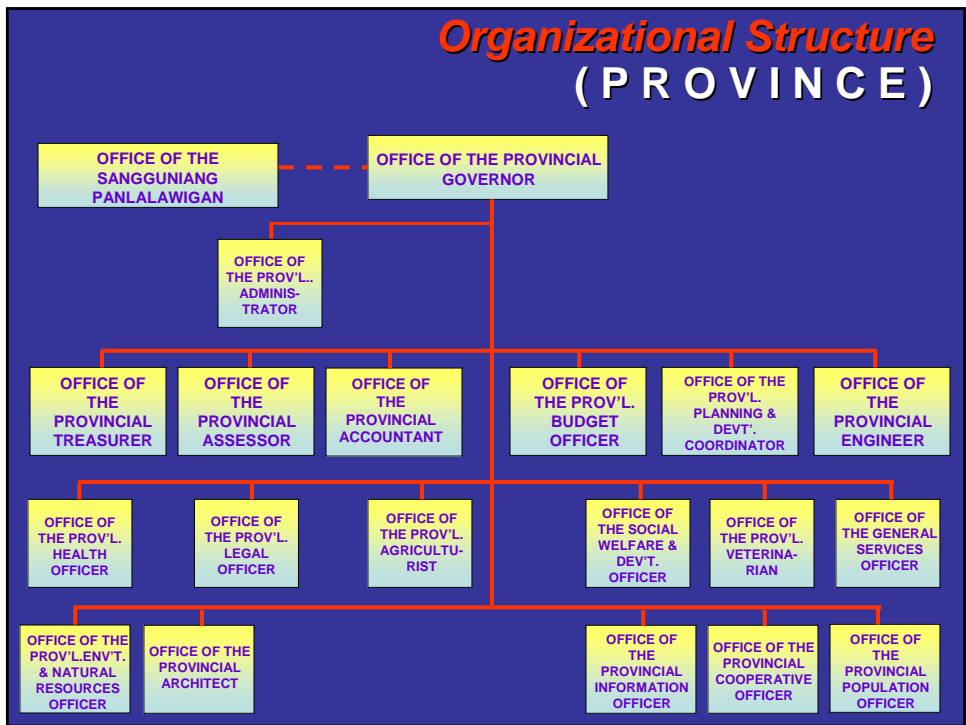 Organizational Structure
( P R O V I N C E )
OFFICE OF THE
SANGGUNIANG
PANLALAWIGAN
OFFICE OF THE PROVINCIAL
GOVERNOR
OFFICE OF
THE PROV'L..
ADMINIS-
TRATOR
OFFICE OF
THE
PROVINCIAL
TREASURER
OFFICE OF
THE
PROVINCIAL
ASSESSOR
OFFICE OF
THE
PROVINCIAL
ACCOUNTANT
OFFICE OF
THE PROV'L.
BUDGET
OFFICER
OFFICE OF THE
PROV'L.
PLANNING &
DEVT'.
COORDINATOR
OFFICE OF
THE
PROVINCIAL
ENGINEER
OFFICE OF
THE PROV'L.
HEALTH
OFFICER
OFFICE OF
THE PROV'L.
LEGAL
OFFICER
OFFICE OF
THE PROV'L.
AGRICULTU-
RIST
OFFICE OF
THE SOCIAL
WELFARE &
DEV'T.
OFFICER
OFFICE OF
THE PROV'L.
VETERINA-
RIAN
OFFICE OF
THE GENERAL
SERVICES
OFFICER
OFFICE OF THE
PROV'L.ENV'T.
& NATURAL
RESOURCES
OFFICER
OFFICE OF THE
PROVINCIAL
ARCHITECT
OFFICE OF
THE
PROVINCIAL
INFORMATION
OFFICER
OFFICE OF THE
PROVINCIAL
COOPERATIVE
OFFICER
OFFICE OF
THE
PROVINCIAL
POPULATION
OFFICER